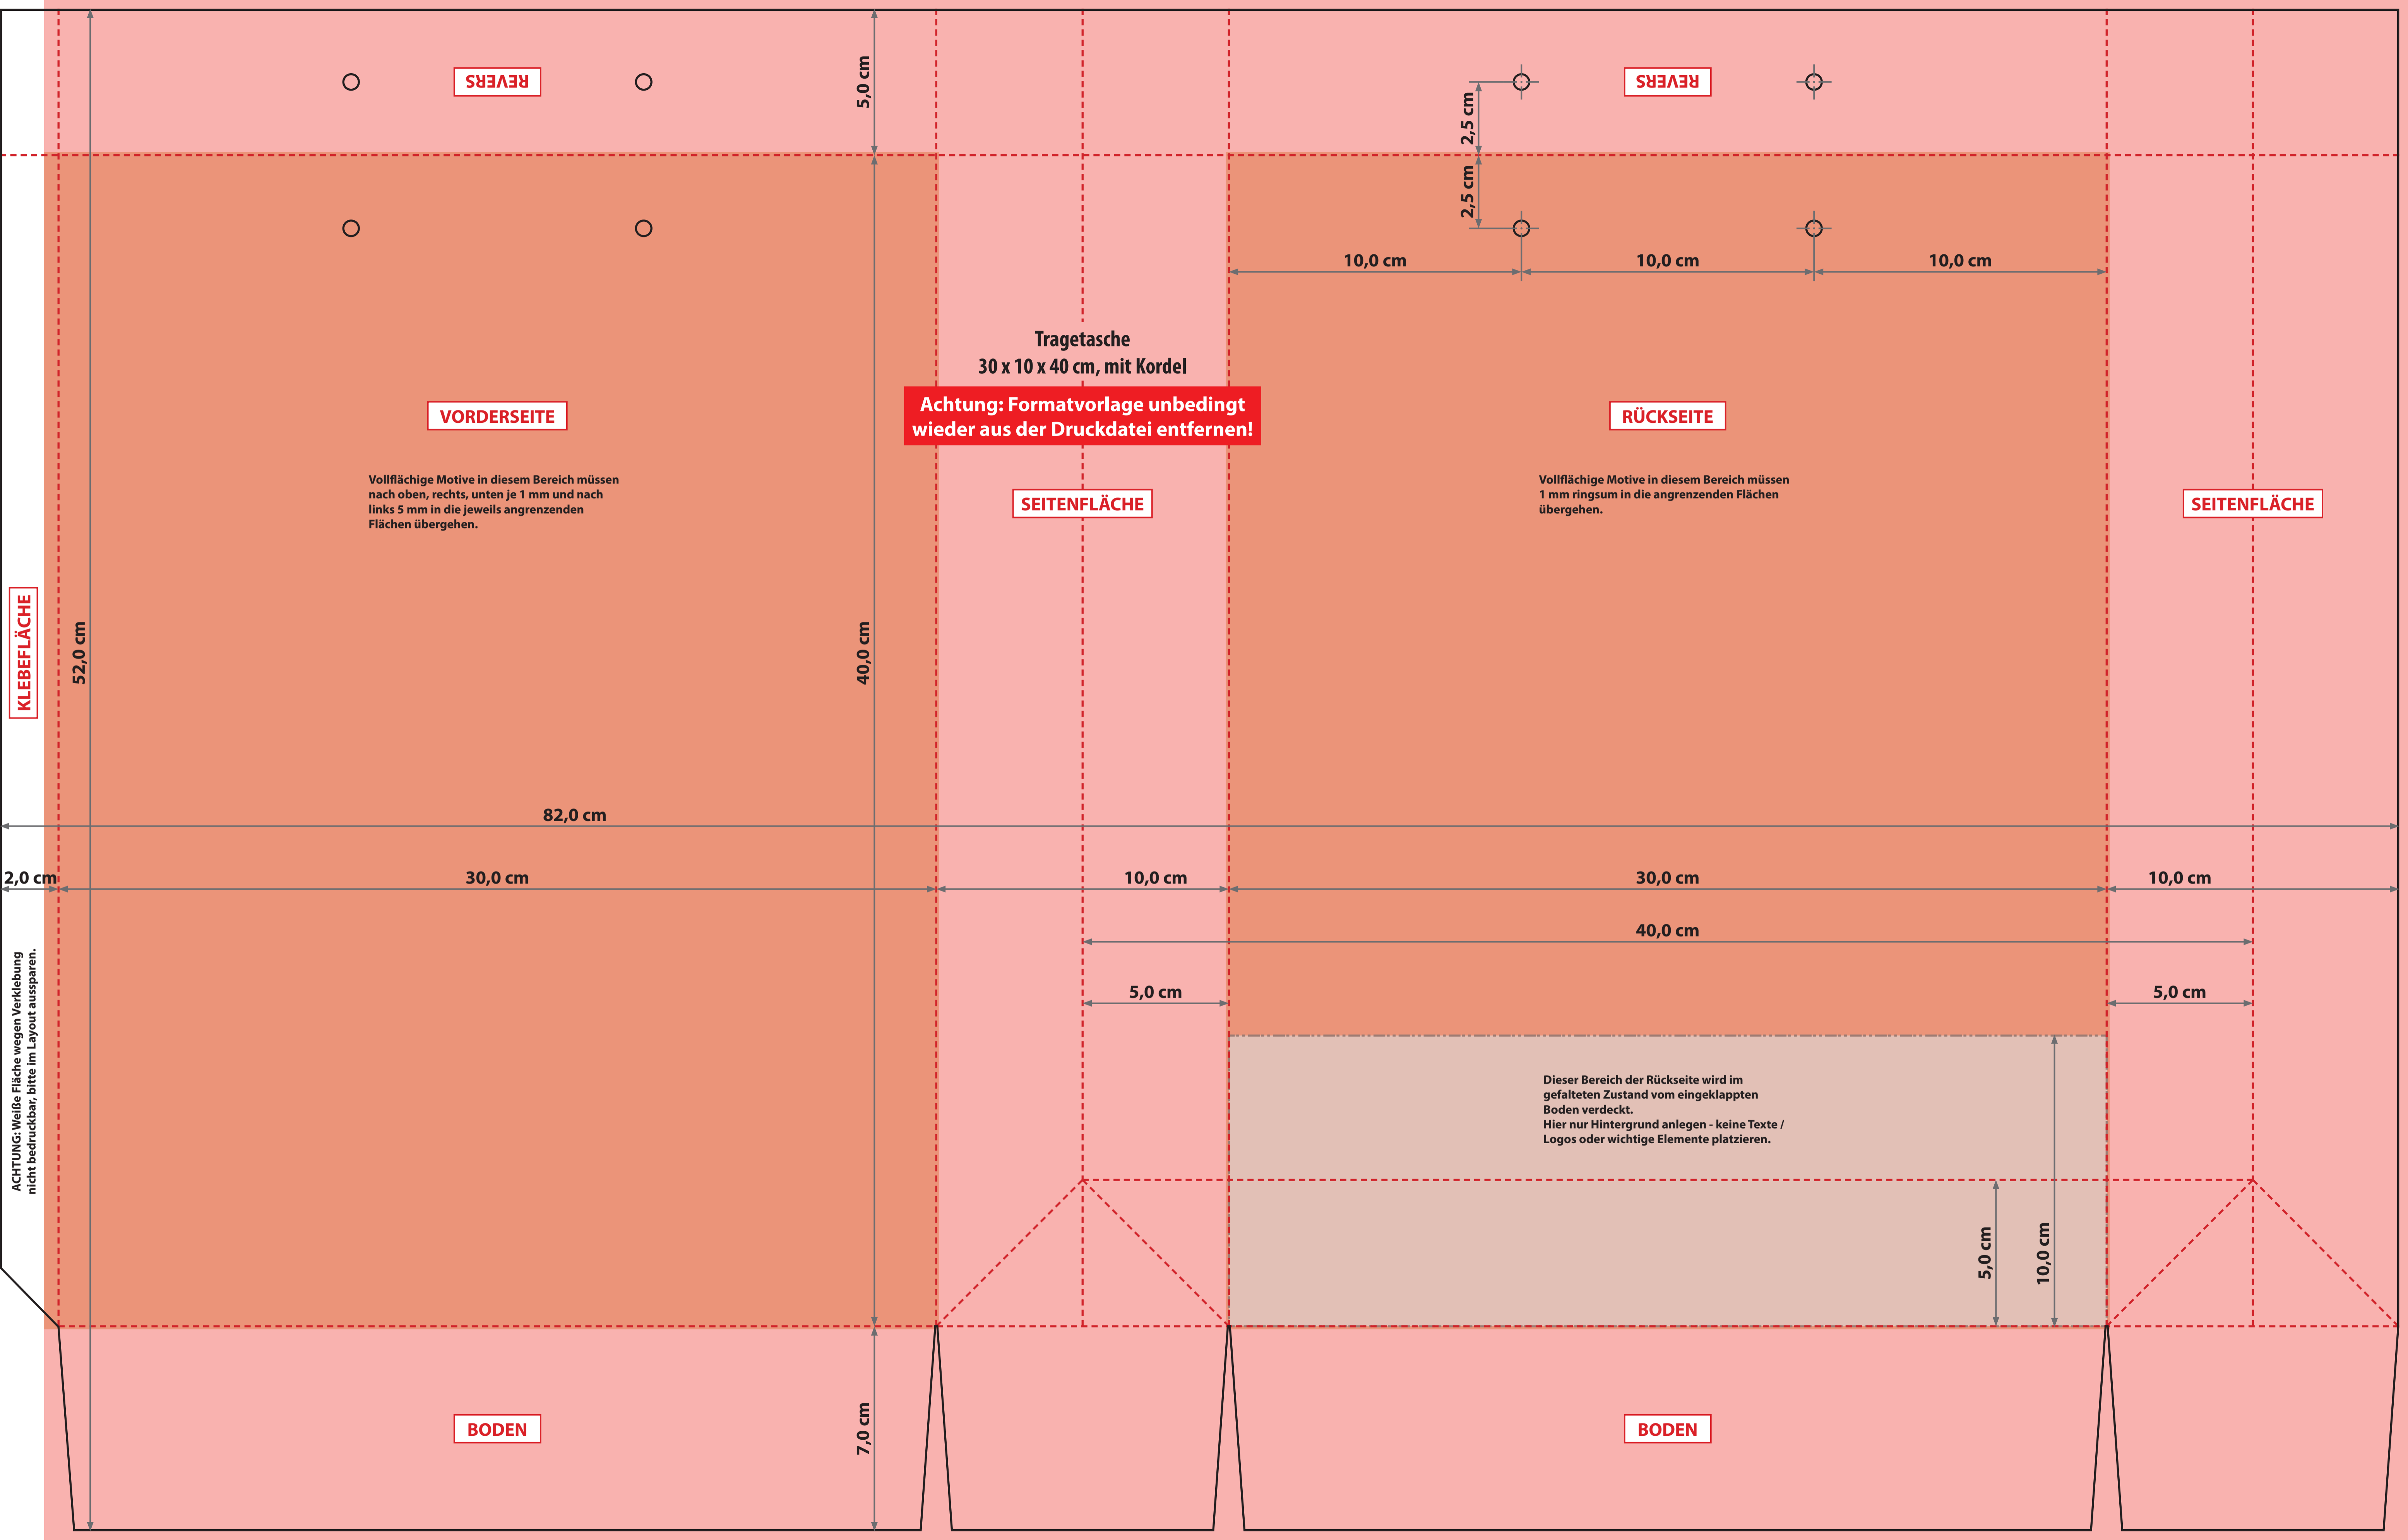 REVERS
5,0 cm
REVERS
2,5 cm
2,5 cm
10,0 cm
10,0 cm
10,0 cm
Tragetasche
30 x 10 x 40 cm, mit Kordel
Achtung: Formatvorlage unbedingt
wieder aus der Druckdatei entfernen!
VORDERSEITE
Vollflächige Motive in diesem Bereich müssen
nach oben, rechts, unten je 1 mm und nach
links 5 mm in die jeweils angrenzenden
Flächen übergehen.
SEITENFLÄCHE
RÜCKSEITE
Vollflächige Motive in diesem Bereich müssen
1 mm ringsum in die angrenzenden Flächen
übergehen.
SEITENFLÄCHE
KLEBEFLÄCHE
52,0 cm
40,0 cm
82,0 cm
2,0 cm
30,0 cm
10,0 cm
30,0 cm
10,0 cm
40,0 cm
5,0 cm
5,0 cm
ACHTUNG: Weiße Fläche wegen Verklebung
nicht bedruckbar, bitte im Layout aussparen.
Dieser Bereich der Rückseite wird im
gefalteten Zustand vom eingeklappten
Boden verdeckt.
Hier nur Hintergrund anlegen - keine Texte /
Logos oder wichtige Elemente platzieren.
5,0 cm
10,0 cm
BODEN
7,0 cm
BODEN